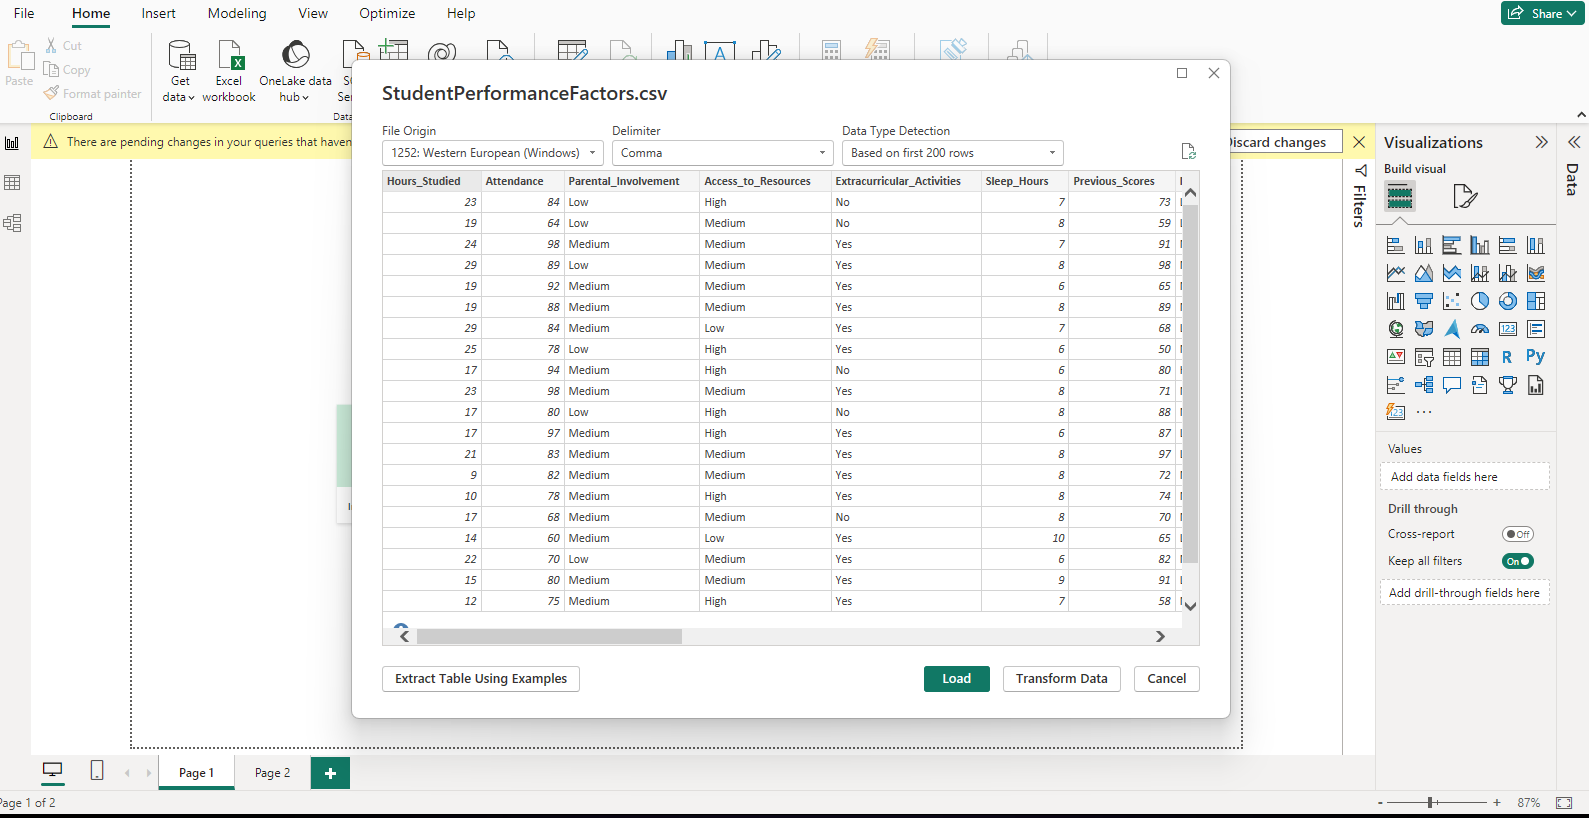 File Home Insert Modeling View Optimize Help
Share
Paste
Cut
Copy
Format painter
Clipboard
Get data
Excel workbook
OneLake data hub
There are pending changes in your queries that haven
Discard changes
StudentPerformanceFactors.csv
File Origin Delimiter Data Type Detection
1252: Western European (Windows) Comma Based on first 200 rows
Hours_Studied Attendance Parental_Involvement Access_to_Resources Extracurricular_Activities Sleep_Hours Previous_Scores
23 84 Low High No 7 73
19 64 Low Medium No 8 59
24 98 Medium Medium Yes 7 91
29 89 Low Medium Yes 8 98
19 92 Medium Medium Yes 6 65
19 88 Medium Medium Yes 8 89
29 84 Medium Low Yes 7 68
25 78 Low High Yes 6 50
17 94 Medium High No 6 80
23 98 Medium Medium Yes 8 71
17 80 Low High No 8 88
17 97 Medium High Yes 6 87
21 83 Medium Medium Yes 8 97
9 82 Medium Medium Yes 8 72
10 78 Medium High Yes 8 74
17 68 Medium Medium No 8 70
14 60 Medium Low Yes 10 65
22 70 Low Medium Yes 6 82
15 80 Medium Medium Yes 9 91
12 75 Medium High Yes 7 58
Extract Table Using Examples Load Transform Data Cancel
Filters
Visualizations
Build visual
123
R Py
123
Values
Add data fields here
Drill through
Cross-report Off
Keep all filters On
Add drill-through fields here
Data
Page 1 Page 2 +
Page 1 of 2
- + 87%